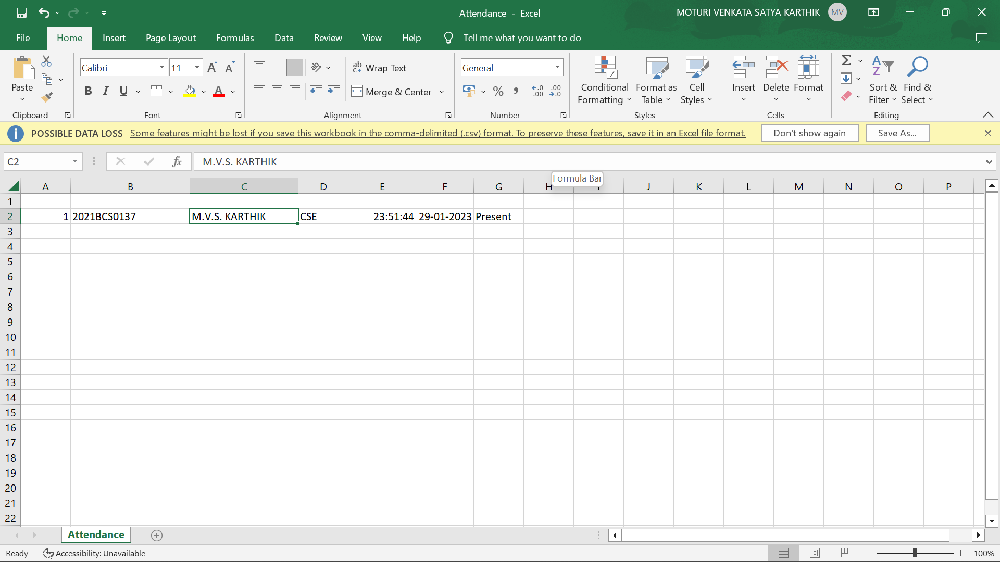 Attendance - Excel
MOTURI VENKATA SATYA KARTHIK MV
File Home Insert Page Layout Formulas Data Review View Help Tell me what you want to do
Paste
Calibri 11 A A
B I U A
ab Wrap Text
Merge & Center
General
% , .0 .00 .00 .0
Conditional Formatting
Format as Table
Cell Styles
Insert Delete Format
Sort & Filter
Find & Select
Clipboard Font Alignment Number Styles Cells Editing
POSSIBLE DATA LOSS Some features might be lost if you save this workbook in the comma-delimited (.csv) format. To preserve these features, save it in an Excel file format. Don't show again Save As...
C2 fx M.V.S. KARTHIK
Formula Bar
A B C D E F G H I J K L M N O P
1
2 1 2021BCS0137 M.V.S. KARTHIK CSE 23:51:44 29-01-2023 Present
3
4
5
6
7
8
9
10
11
12
13
14
15
16
17
18
19
20
21
22
Attendance
Ready Accessibility: Unavailable 100%